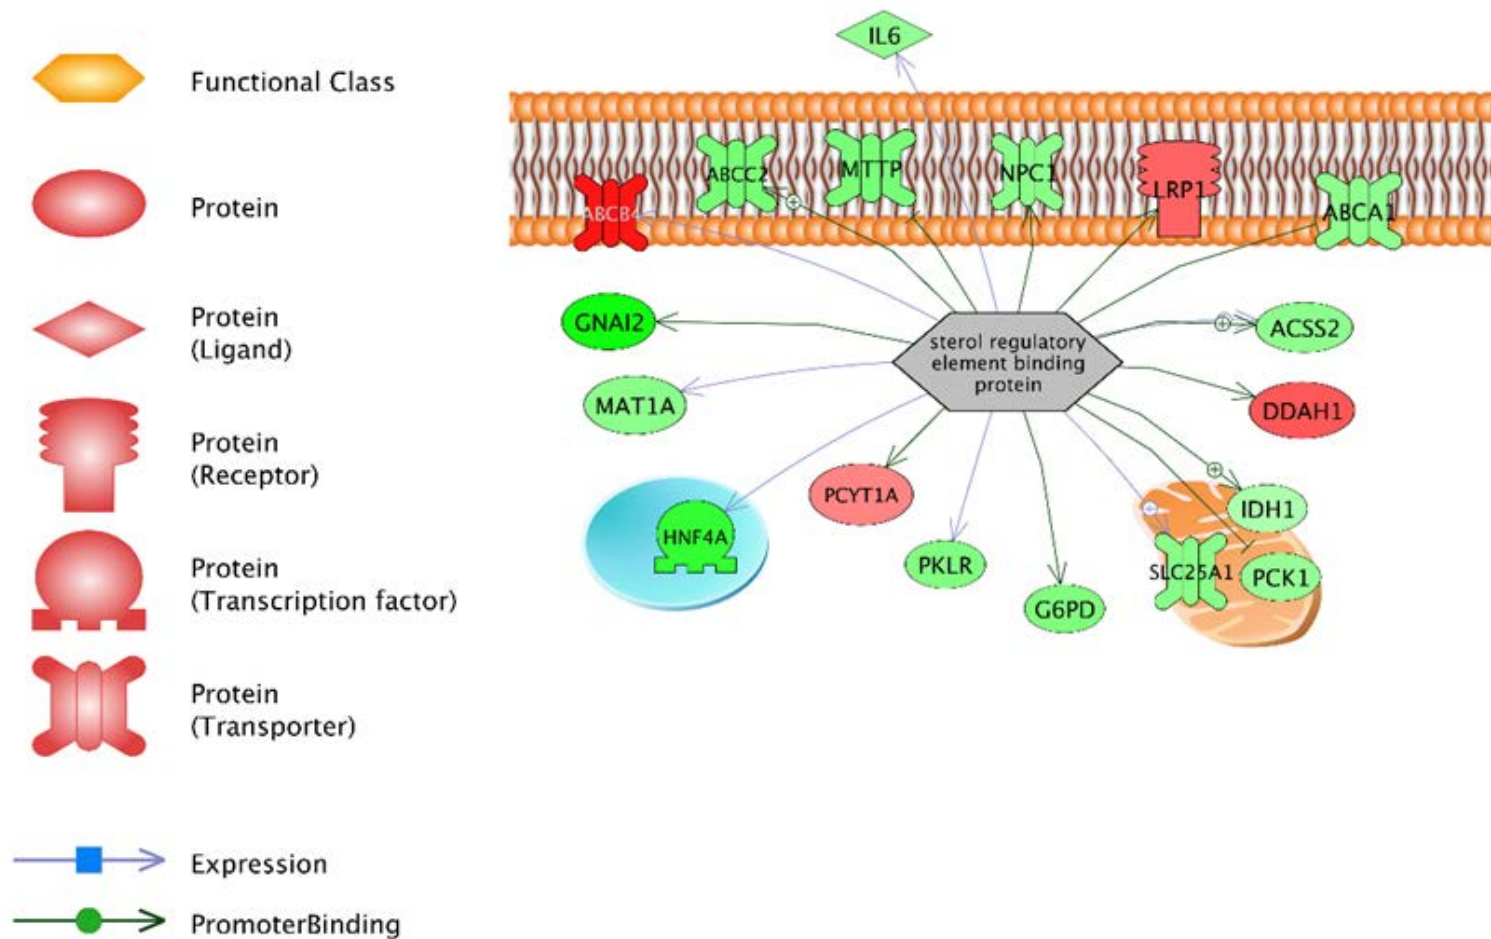 Functional Class
Protein
Protein
(Ligand)
Protein
(Receptor)
Protein
(Transcription factor)
Protein
(Transporter)
Expression
PromoterBinding
IL6
ABCB4
ABCC2
MTTP
NPC1
LRP1
ABCA1
GNAI2
sterol regulatory
element binding
protein
ACSS2
MAT1A
DDAH1
HNF4A
PCYT1A
PKLR
G6PD
IDH1
SLC25A1
PCK1